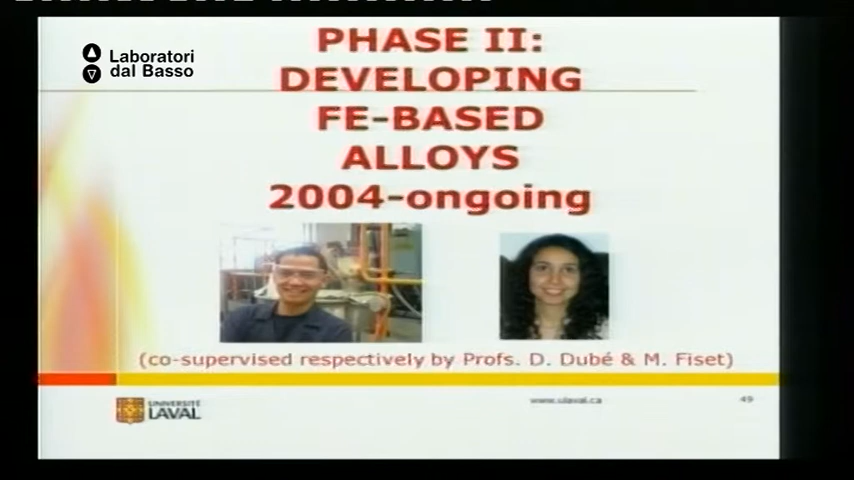 Laboratori
dal Basso
PHASE II:
DEVELOPING
FE-BASED
ALLOYS
2004-ongoing
(co-supervised respectively by Profs. D. Dubé & M. Fiset)
UNIVERSITÉ
LAVAL
www.ulaval.ca
49